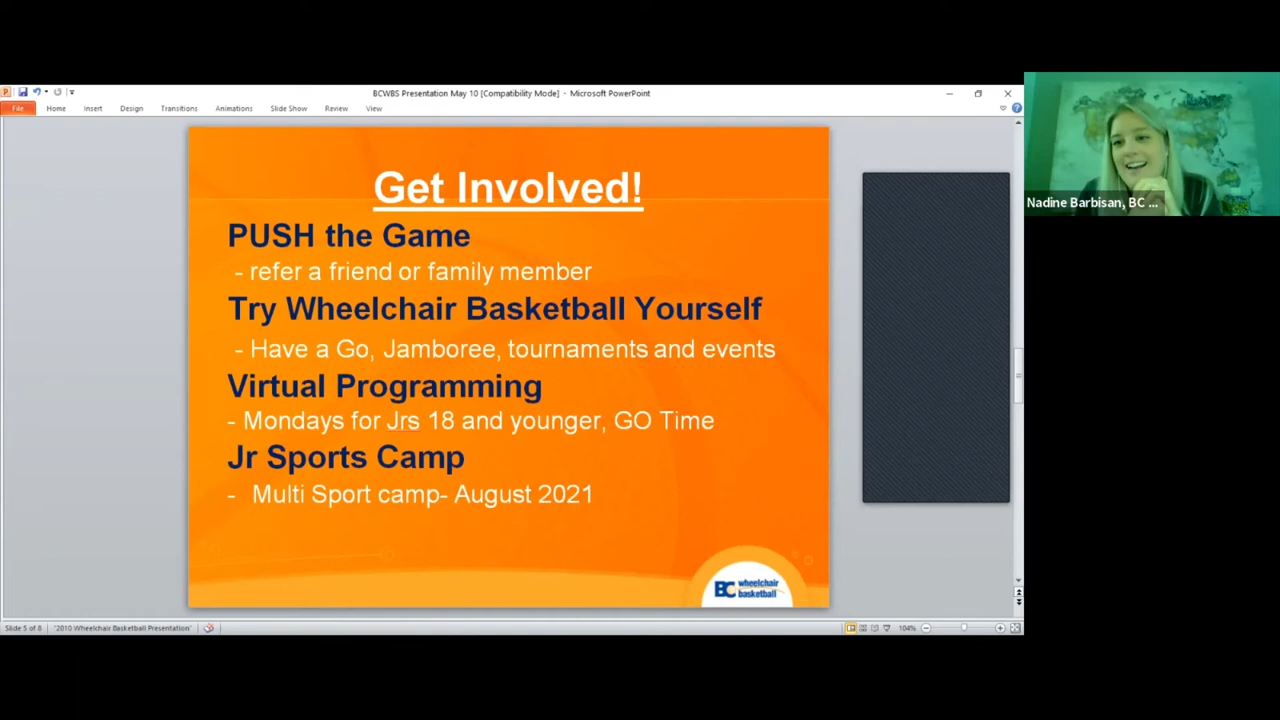 BCWBS Presentation May 10 [Compatibility Mode] - Microsoft PowerPoint
File Home Insert Design Transitions Animations Slide Show Review View
Get Involved!
PUSH the Game
- refer a friend or family member
Try Wheelchair Basketball Yourself
- Have a Go, Jamboree, tournaments and events
Virtual Programming
- Mondays for Jrs 18 and younger, GO Time
Jr Sports Camp
- Multi Sport camp- August 2021
BC wheelchair
basketball
Nadine Barbisan, BC ...
Slide 5 of 8 "2010 Wheelchair Basketball Presentation" 104%